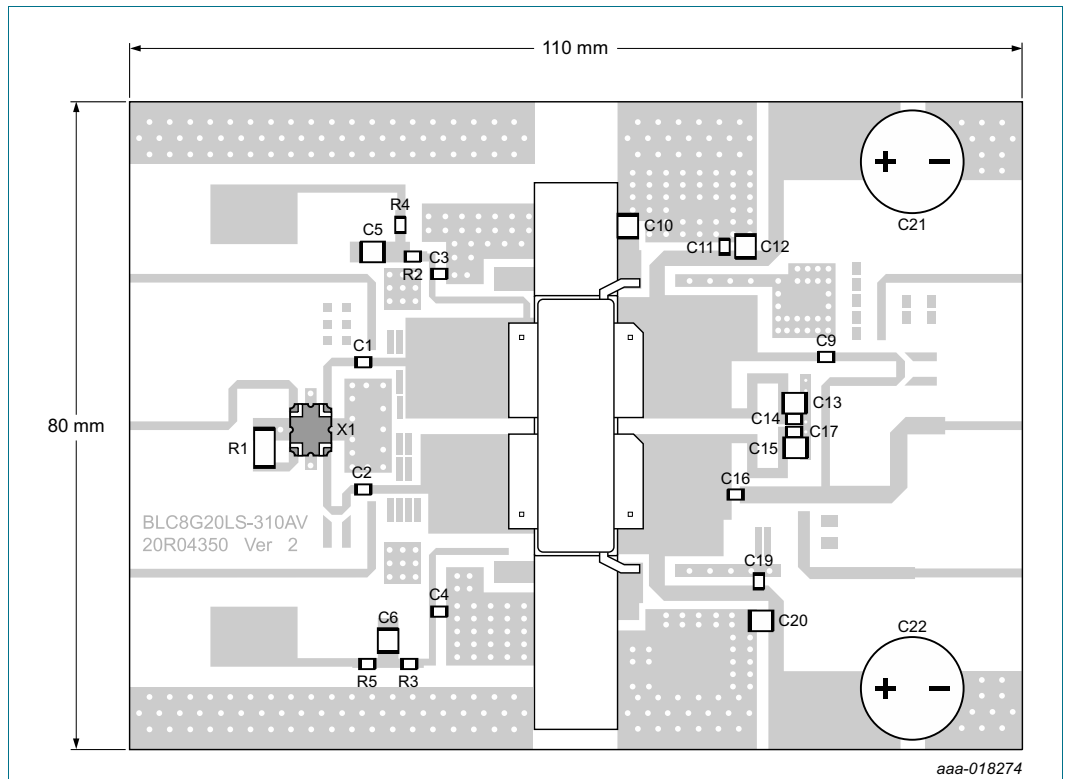 110 mm
80 mm
C21
R4
C5
C10
C11
C12
R2
C3
C1
C9
C13
C14
X1
C17
R1
C15
C2
C16
BLC8G20LS-310AV
20R04350 Ver 2
C19
C4
C6
C20
C22
R5
R3
+ −
+ −
aaa-018274